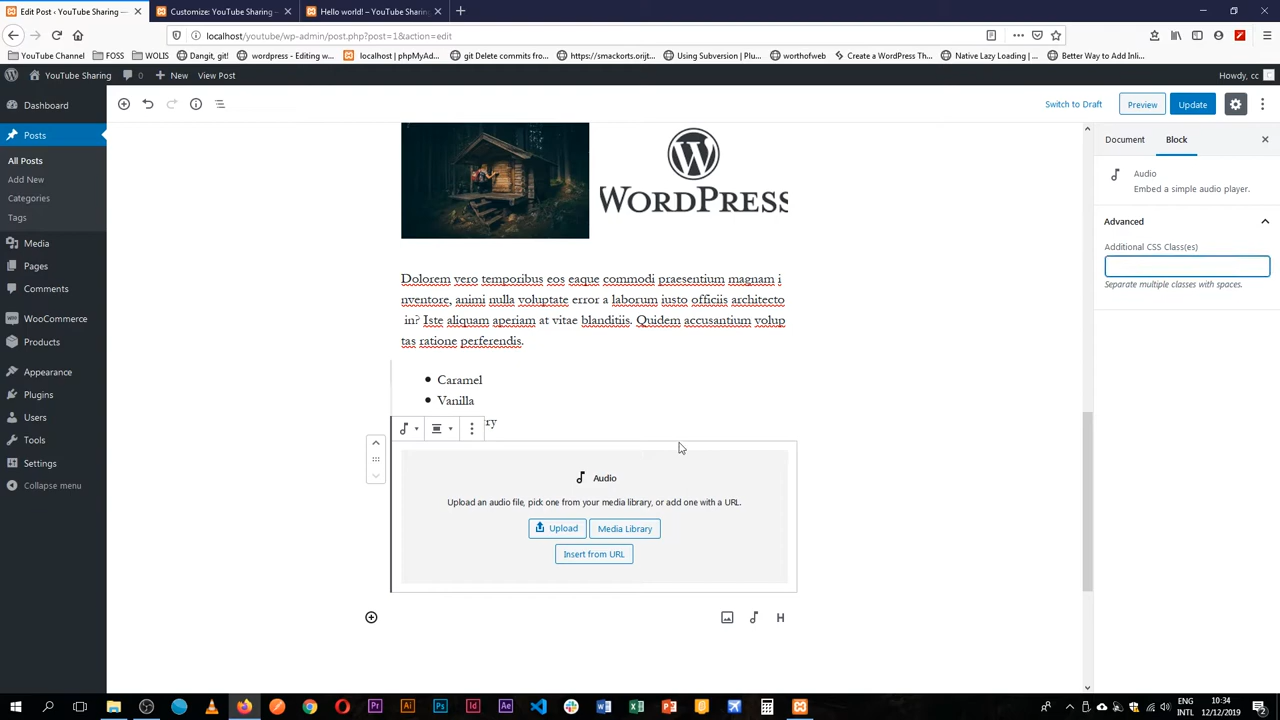 Edit Post ‹ YouTube Sharing —
Customize: YouTube Sharing –
Hello world! – YouTube Sharing
localhost/youtube/wp-admin/post.php?post=1&action=edit
YouTube Channel
FOSS
WOLIS
Dangit, git!
wordpress - Editing w…
localhost | phpMyAd…
git Delete commits fro…
https://smackorts.orijt…
Using Subversion | Plu…
worthofweb
Create a WordPress Th…
Native Lazy Loading |…
Better Way to Add Inli…
YouTube Sharing
0
New
View Post
Howdy, cc
Switch to Draft
Preview
Update
Dashboard
Posts
All Posts
Add New
Categories
Tags
Media
Pages
Comments
WooCommerce
Products
Appearance
Plugins
Users
Tools
Settings
Collapse menu
WORDPRESS
Dolorem vero temporibus eos eaque commodi praesentium magnam i
nventore, animi nulla voluptate error a laborum iusto officiis architecto
in? Iste aliquam aperiam at vitae blanditiis. Quidem accusantium volup
tas ratione perferendis.
Caramel
Vanilla
ry
Audio
Upload an audio file, pick one from your media library, or add one with a URL.
Upload
Media Library
Insert from URL
H
Document
Block
Audio
Embed a simple audio player.
Advanced
Additional CSS Class(es)
Separate multiple classes with spaces.
ENG
INTL
10:34
12/12/2019
2